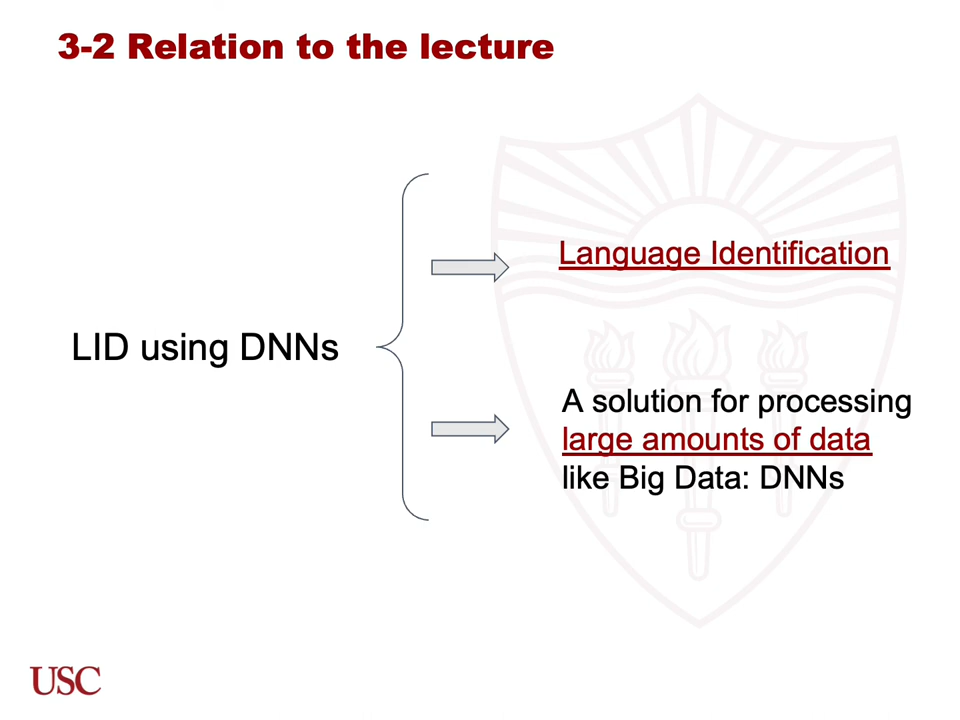 3-2 Relation to the lecture
Language Identification
LID using DNNs
A solution for processing
large amounts of data
like Big Data: DNNs
USC